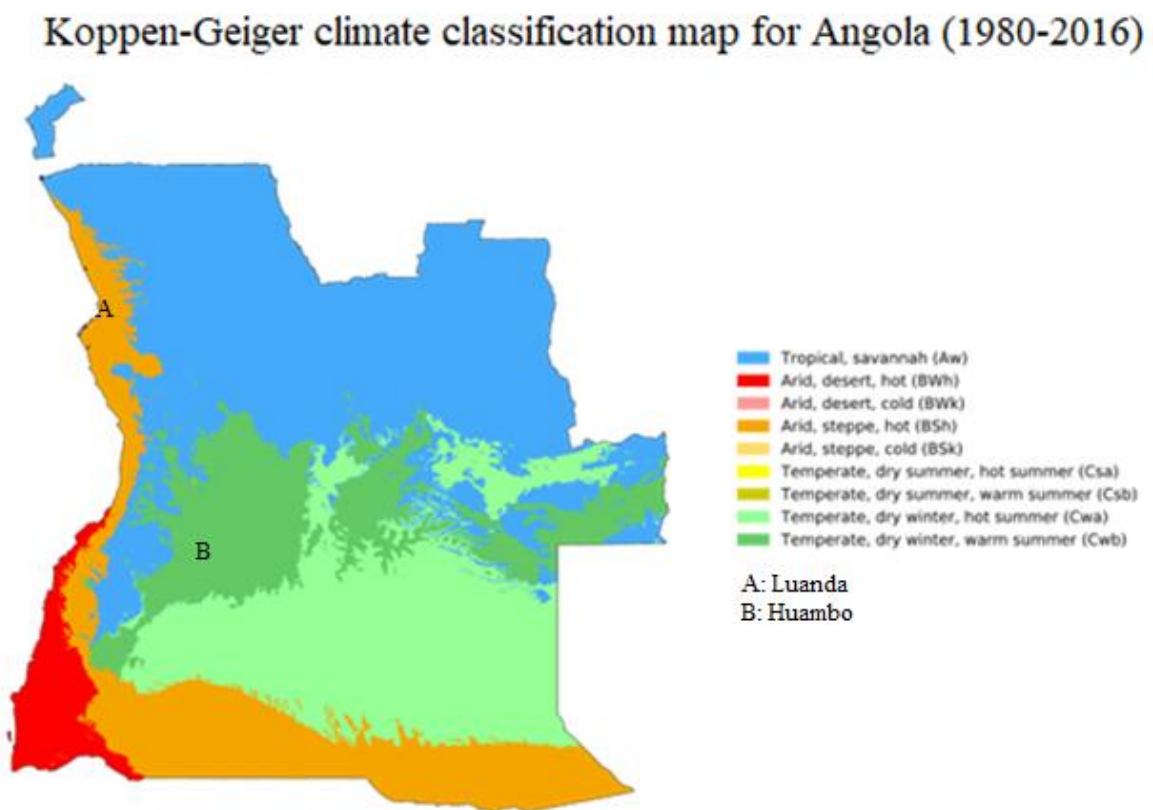 Koppen-Geiger climate classification map for Angola (1980-2016)
A
B
Tropical, savannah (Aw)
Arid, desert, hot (BWh)
Arid, desert, cold (BWk)
Arid, steppe, hot (BSh)
Arid, steppe, cold (BSk)
Temperate, dry summer, hot summer (Csa)
Temperate, dry summer, warm summer (Csb)
Temperate, dry winter, hot summer (Cwa)
Temperate, dry winter, warm summer (Cwb)
A: Luanda
B: Huambo